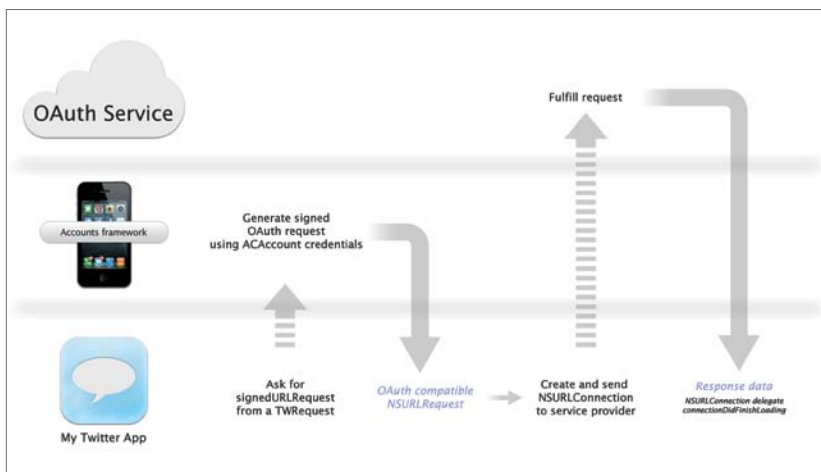 OAuth Service
Fulfill request
Accounts framework
Generate signed
OAuth request
using ACAccount credentials
My Twitter App
Ask for
signedURLRequest
from a TWRequest
OAuth compatible
NSURLRequest
Create and send
NSURLConnection
to service provider
Response data
NSURLConnection delegate
connectionDidFinishLoading